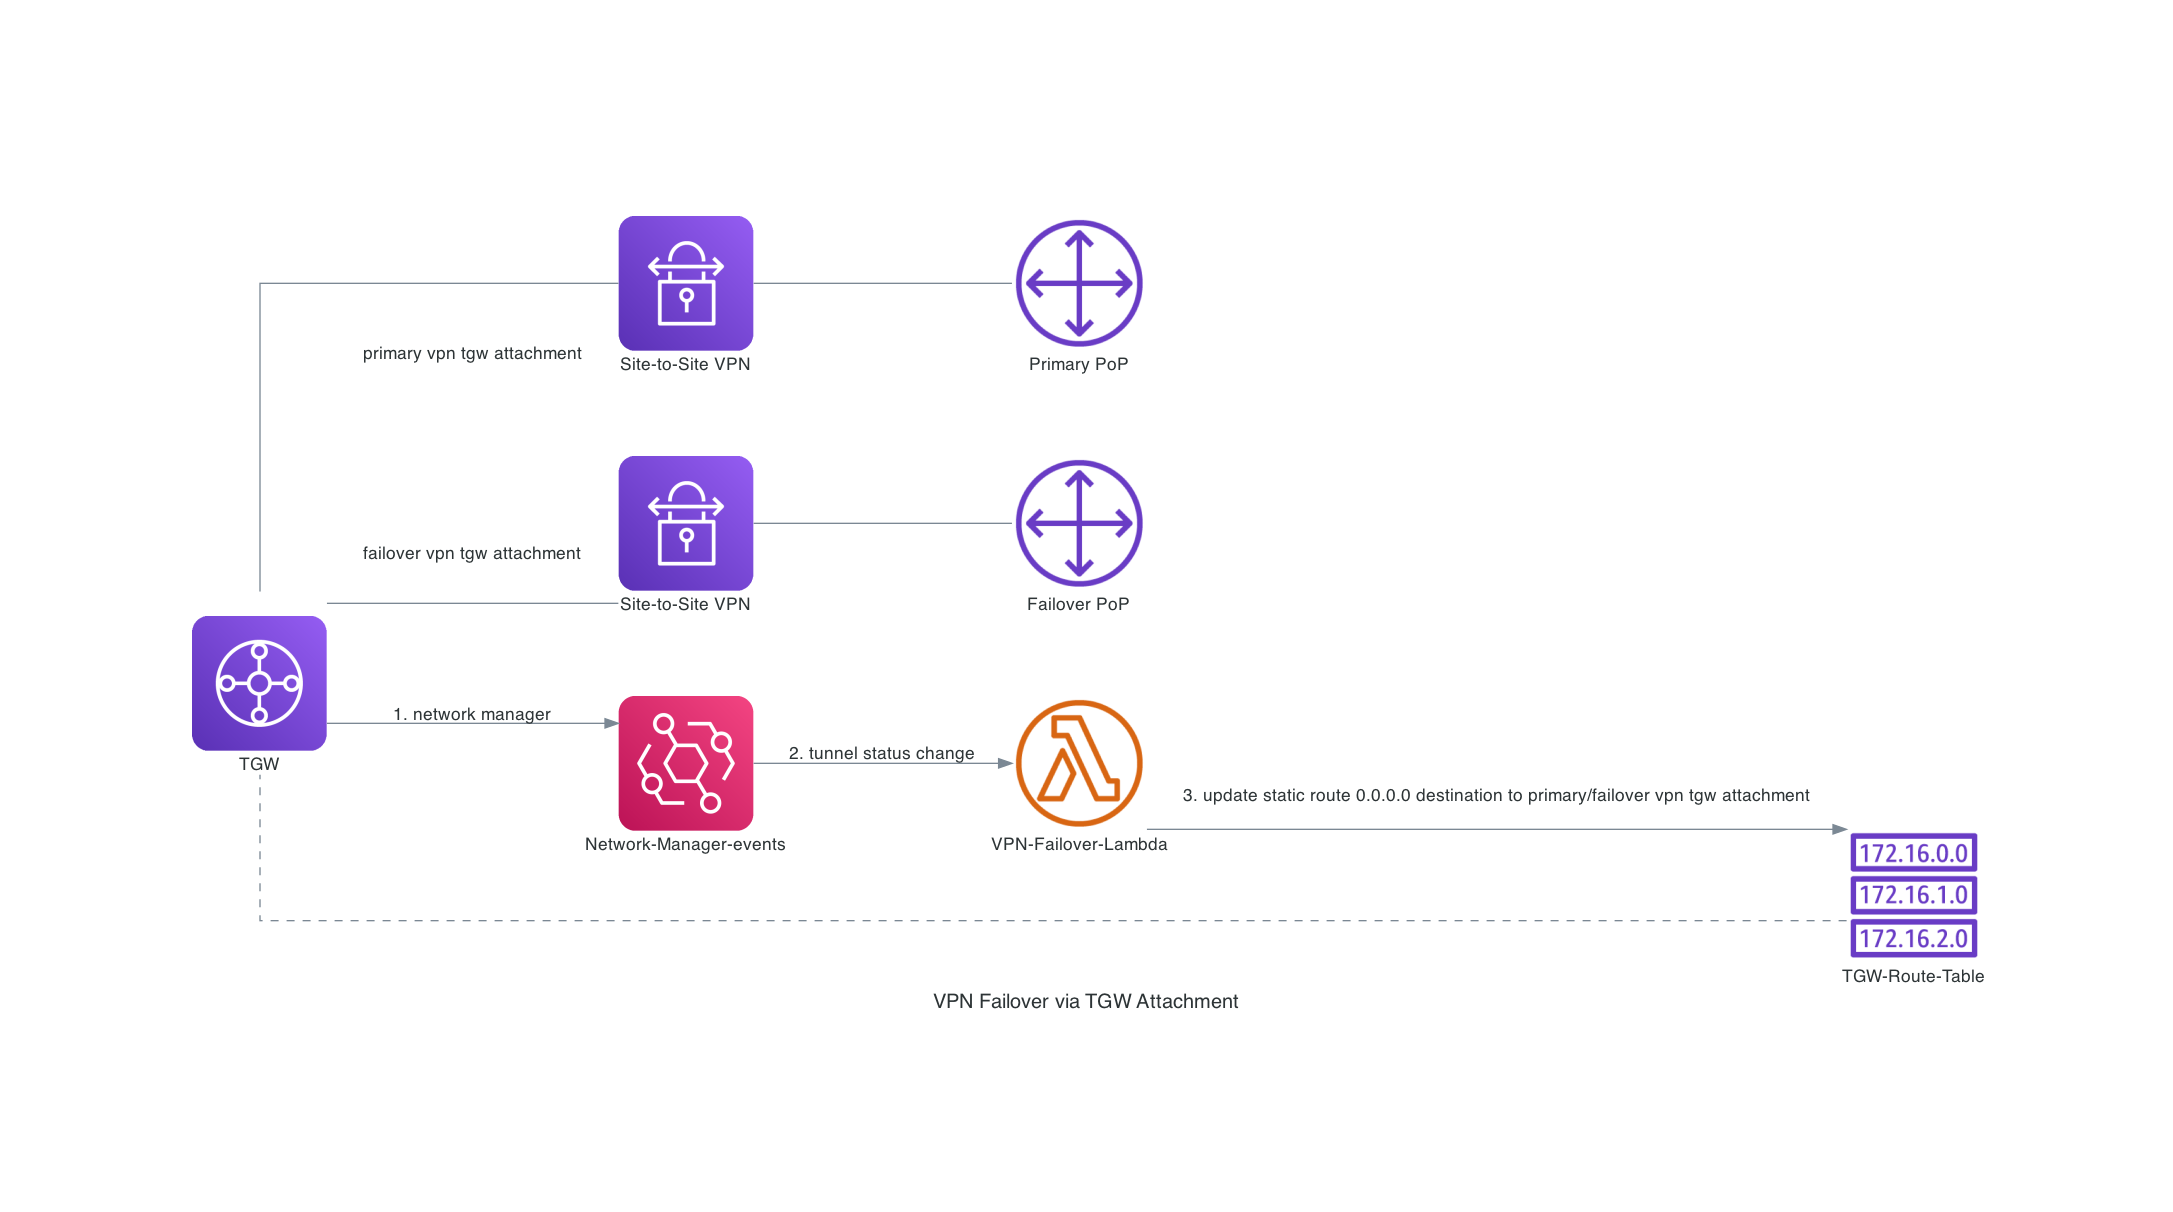 primary vpn tgw attachment
Site-to-Site VPN
Primary PoP
failover vpn tgw attachment
Site-to-Site VPN
Failover PoP
TGW
1. network manager
Network-Manager-events
2. tunnel status change
VPN-Failover-Lambda
3. update static route 0.0.0.0 destination to primary/failover vpn tgw attachment
172.16.0.0
172.16.1.0
172.16.2.0
TGW-Route-Table
VPN Failover via TGW Attachment